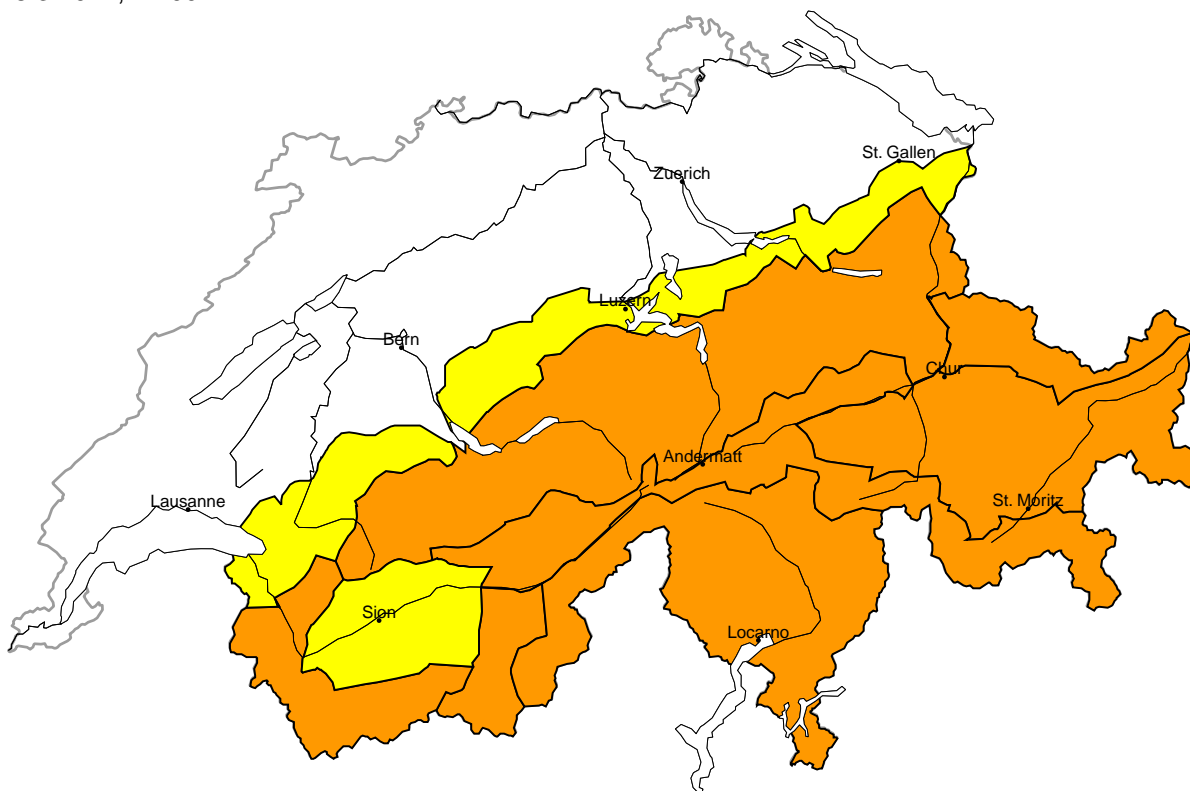 St. Gallen
Zuerich
Luzern
Bern
Chur
Andermatt
Lausanne
St. Moritz
Sion
Locarno